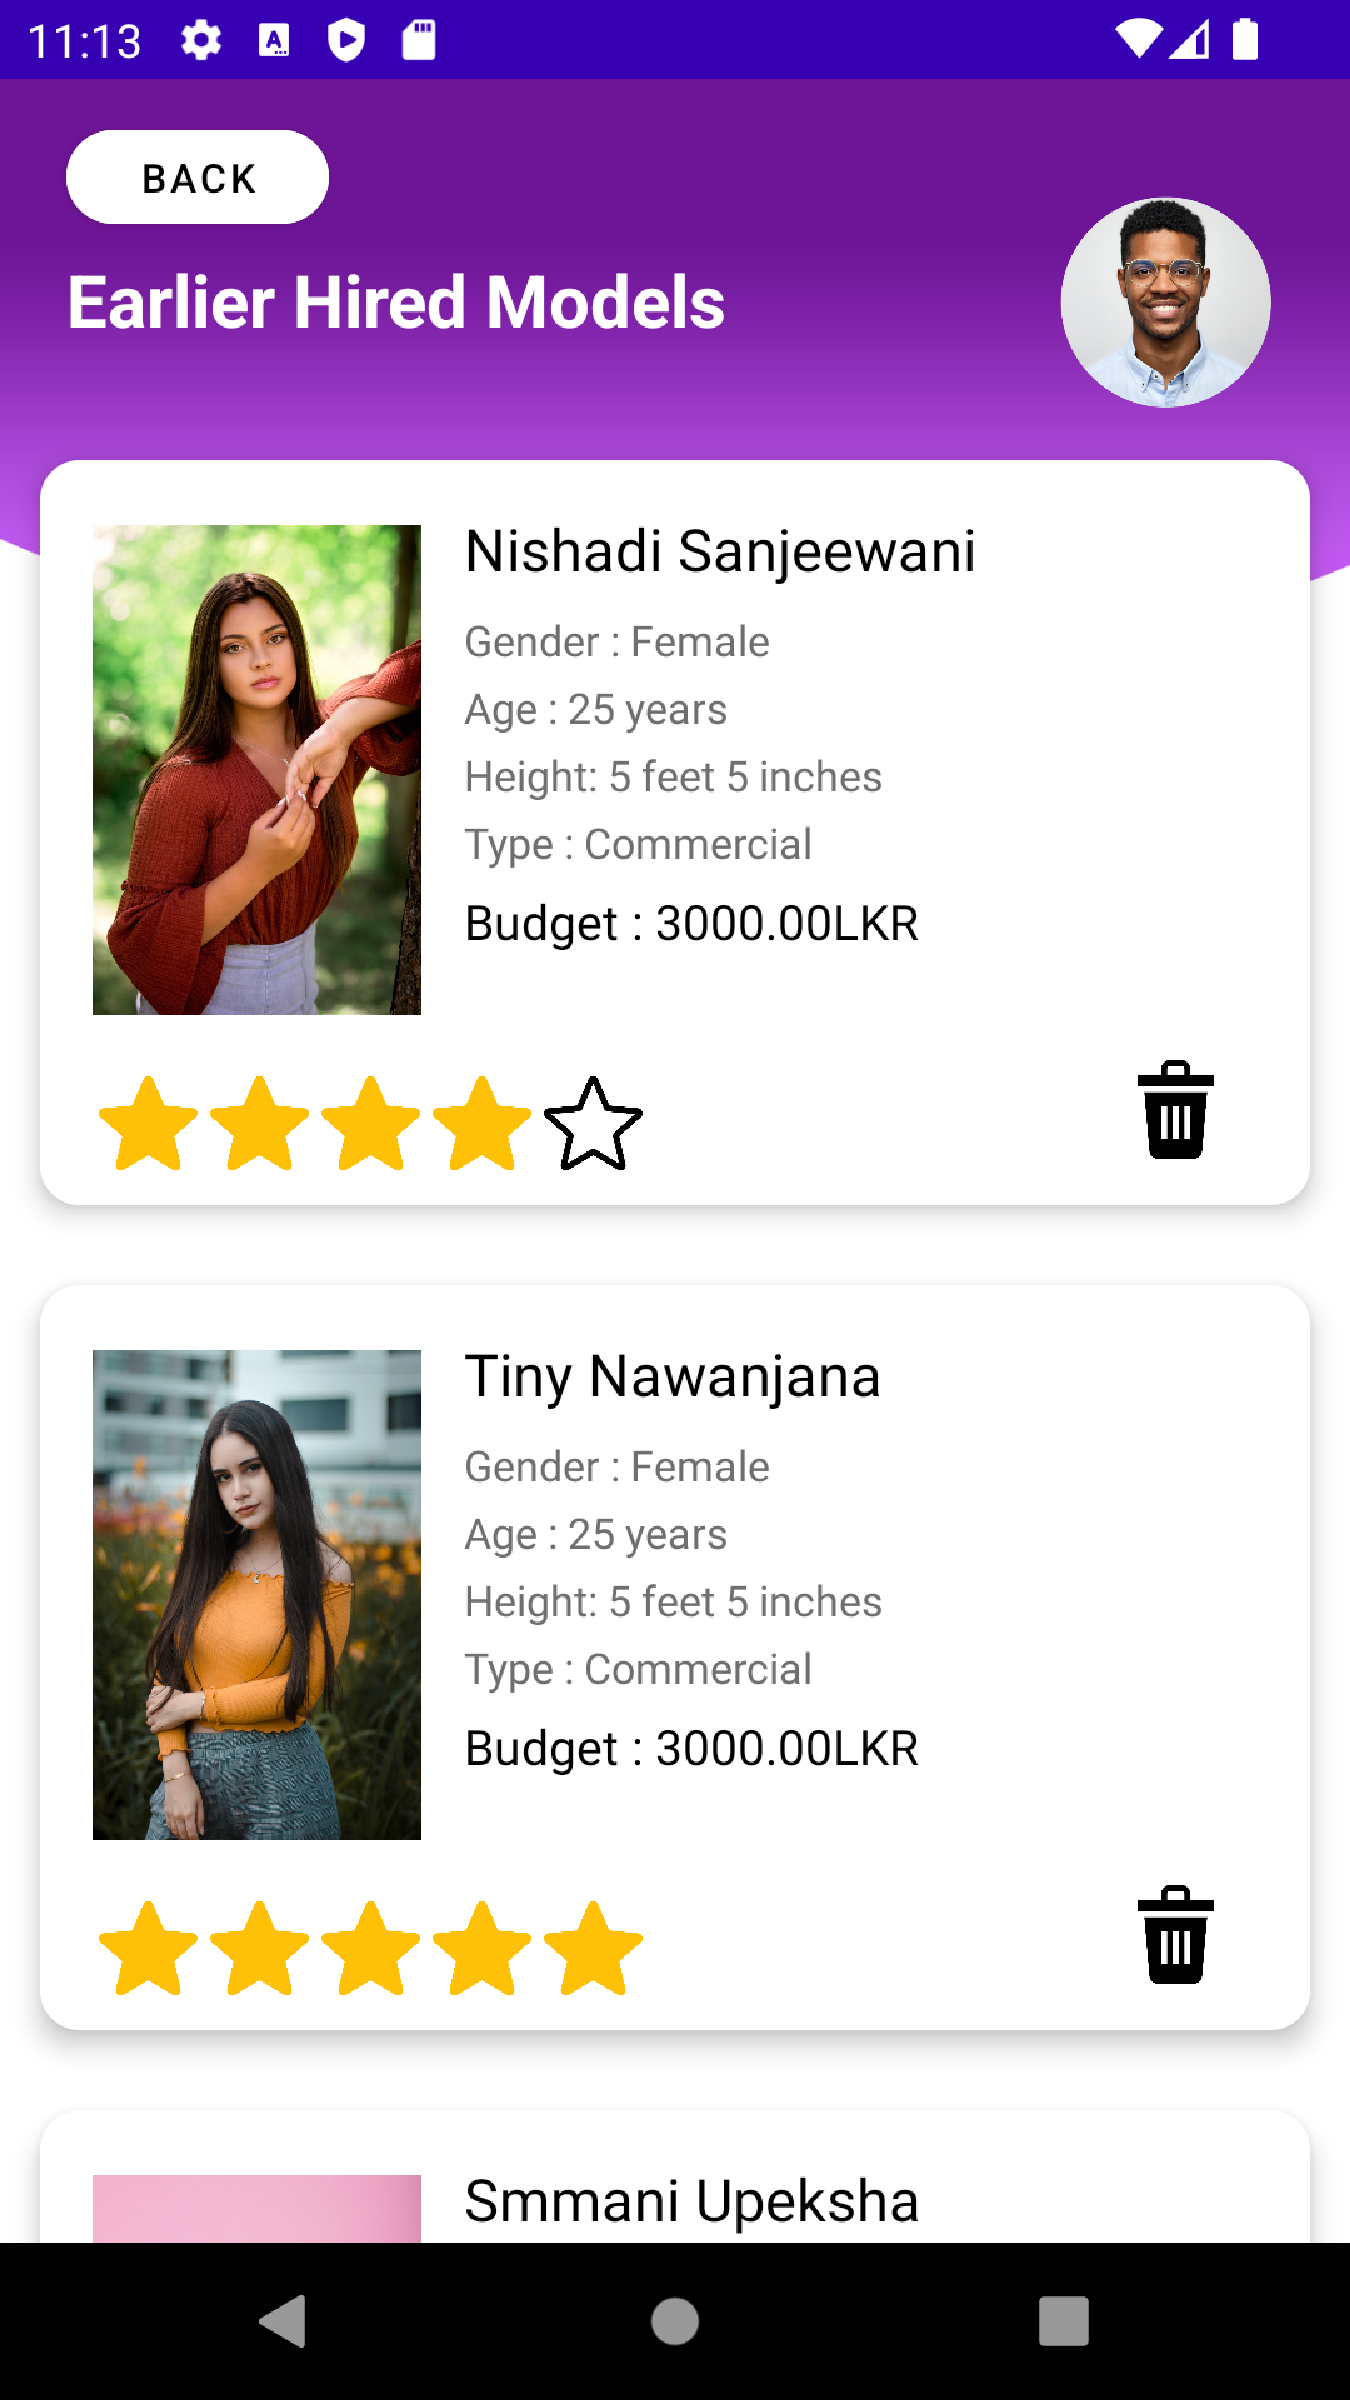 11:13
BACK
Earlier Hired Models
Nishadi Sanjeewani
Gender : Female
Age : 25 years
Height: 5 feet 5 inches
Type : Commercial
Budget : 3000.00LKR
Tiny Nawanjana
Gender : Female
Age : 25 years
Height: 5 feet 5 inches
Type : Commercial
Budget : 3000.00LKR
Smmani Upeksha